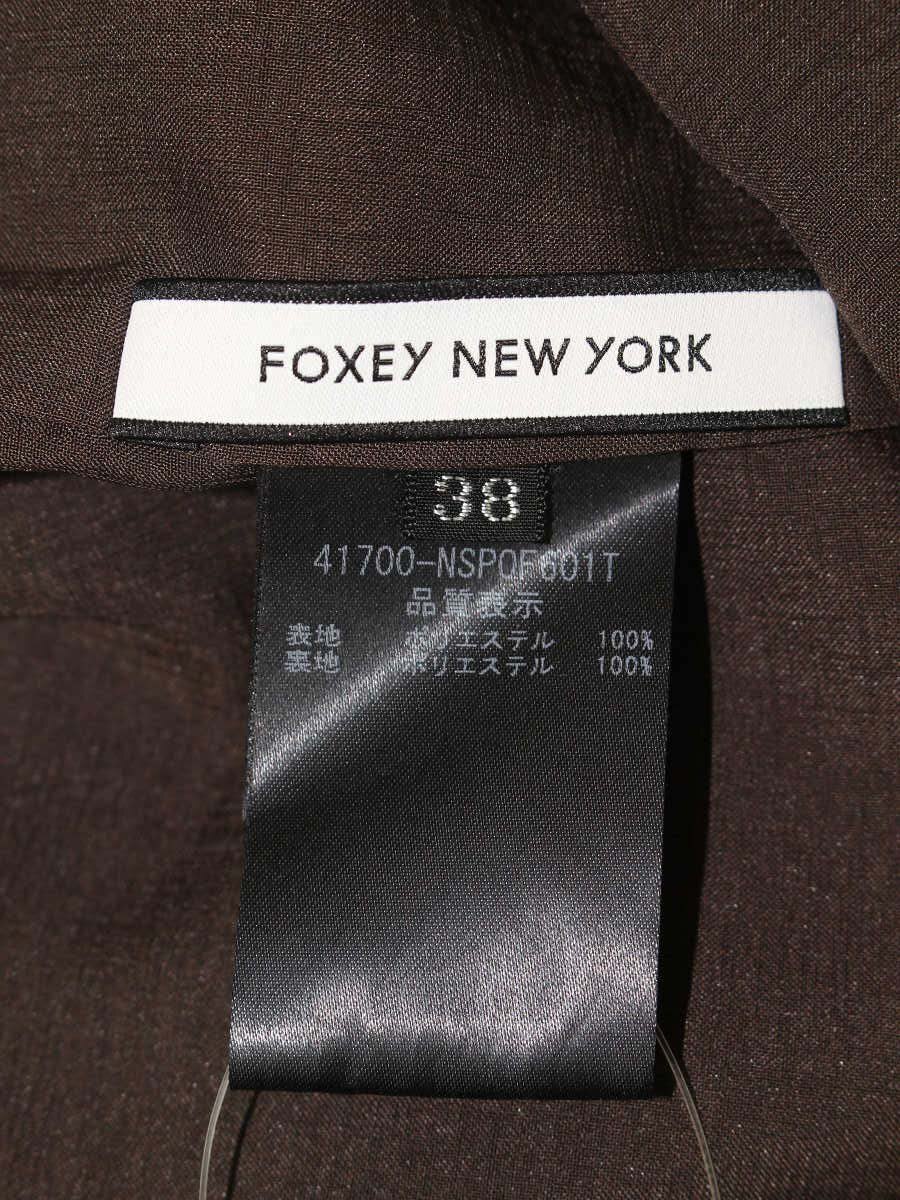 FOXEY NEW YORK
38
41700-NSPOF601T
品質表示
表地 ポリエステル 100%
裏地 ポリエステル 100%